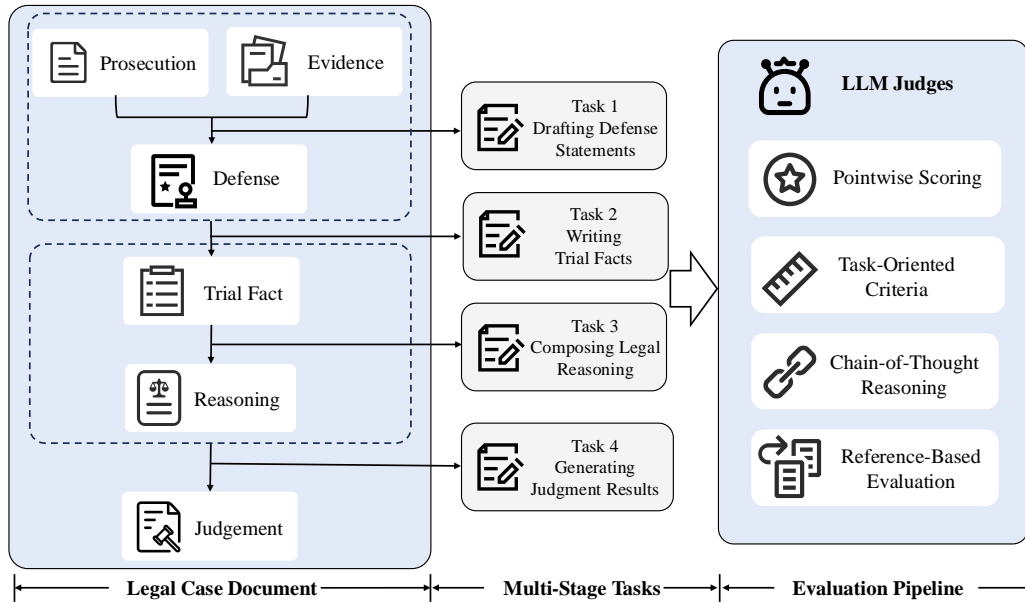 Prosecution
Evidence
Defense
Trial Fact
Reasoning
Judgement
Task 1
Drafting Defense
Statements
Task 2
Writing
Trial Facts
Task 3
Composing Legal
Reasoning
Task 4
Generating
Judgment Results
LLM Judges
Pointwise Scoring
Task-Oriented
Criteria
Chain-of-Thought
Reasoning
Reference-Based
Evaluation
Legal Case Document
Multi-Stage Tasks
Evaluation Pipeline